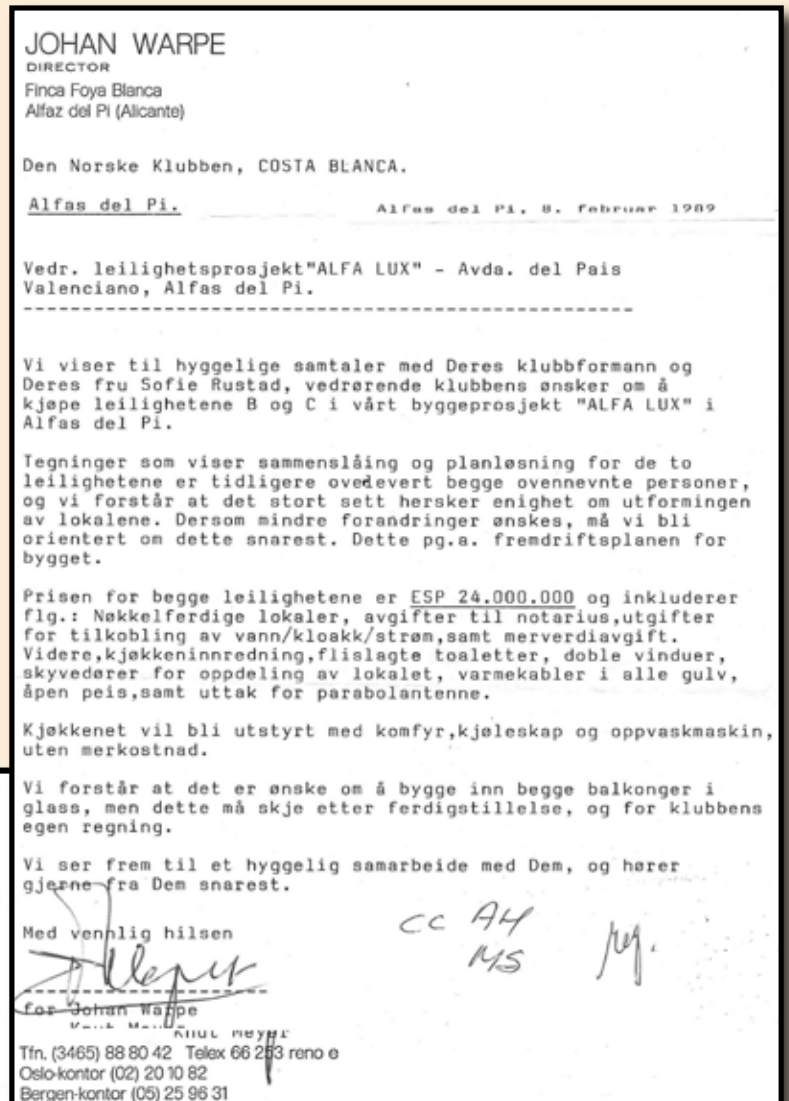 JOHAN WARPE
DIRECTOR
Finca Foya Blanca
Alfaz del Pi (Alicante)
Den Norske Klubben, COSTA BLANCA.
Alfas del Pi. Alfas del Pi, 8. februar 1989
Vedr. leilighetsprosjekt"ALFA LUX" - Avda. del Pais
Valenciano, Alfas del Pi.
Vi viser til hyggelige samtaler med Deres klubbformann og
Deres fru Sofie Rustad, vedrørende klubbens ønsker om å
kjøpe leilighetene B og C i vårt byggeprosjekt "ALFA LUX" i
Alfas del Pi.
Tegninger som viser sammenslåing og planløsning for de to
leilighetene er tidligere ovedevert begge ovennevnte personer,
og vi forstår at det stort sett hersker enighet om utformingen
av lokalene. Dersom mindre forandringer ønskes, må vi bli
orientert om dette snarest. Dette pg.a. fremdriftsplanen for
bygget.
Prisen for begge leilighetene er ESP 24.000.000 og inkluderer
flg.: Nøkkelferdige lokaler, avgifter til notarius,utgifter
for tilkobling av vann/kloakk/strøm,samt merverdiavgift.
Videre,kjøkkeninnredning,flislagte toaletter, doble vinduer,
skyvedører for oppdeling av lokalet, varmekabler i alle gulv,
åpen peis,samt uttak for parabolantenne.
Kjøkkenet vil bli utstyrt med komfyr,kjøleskap og oppvaskmaskin,
uten merkostnad.
Vi forstår at det er ønske om å bygge inn begge balkonger i
glass, men dette må skje etter ferdigstillelse, og for klubbens
egen regning.
Vi ser frem til et hyggelig samarbeide med Dem, og hører
gjerne fra Dem snarest.
Med vennlig hilsen
cc AH
MS
reg.
for Johan Warpe
Knut Meyer
Tfn. (3465) 88 80 42 Telex 66 253 reno e
Oslo-kontor (02) 20 10 82
Bergen-kontor (05) 25 96 31